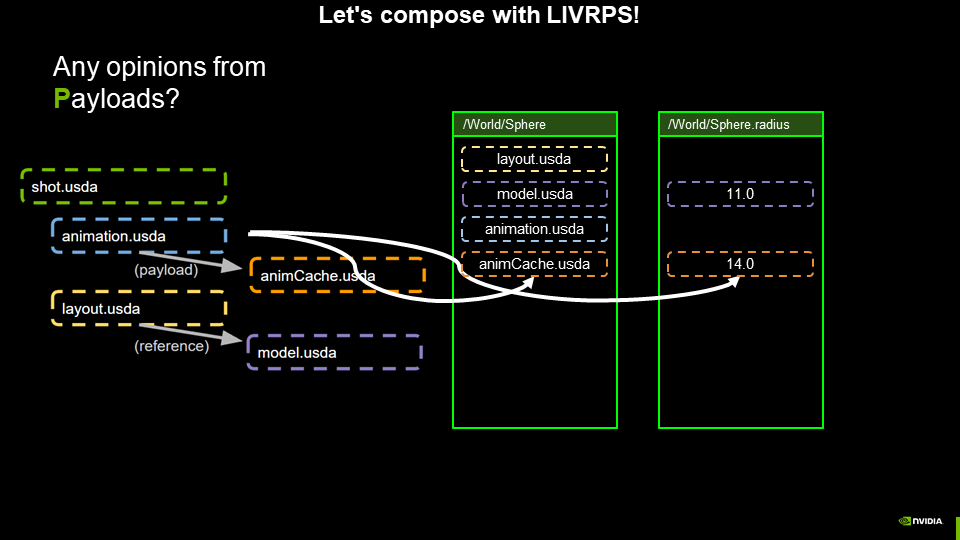 Let's compose with LIVRPS!
Any opinions from
Payloads?
shot.usda
animation.usda
(payload)
animCache.usda
layout.usda
(reference)
model.usda
/World/Sphere
layout.usda
model.usda
animation.usda
animCache.usda
/World/Sphere.radius
11.0
14.0
NVIDIA.